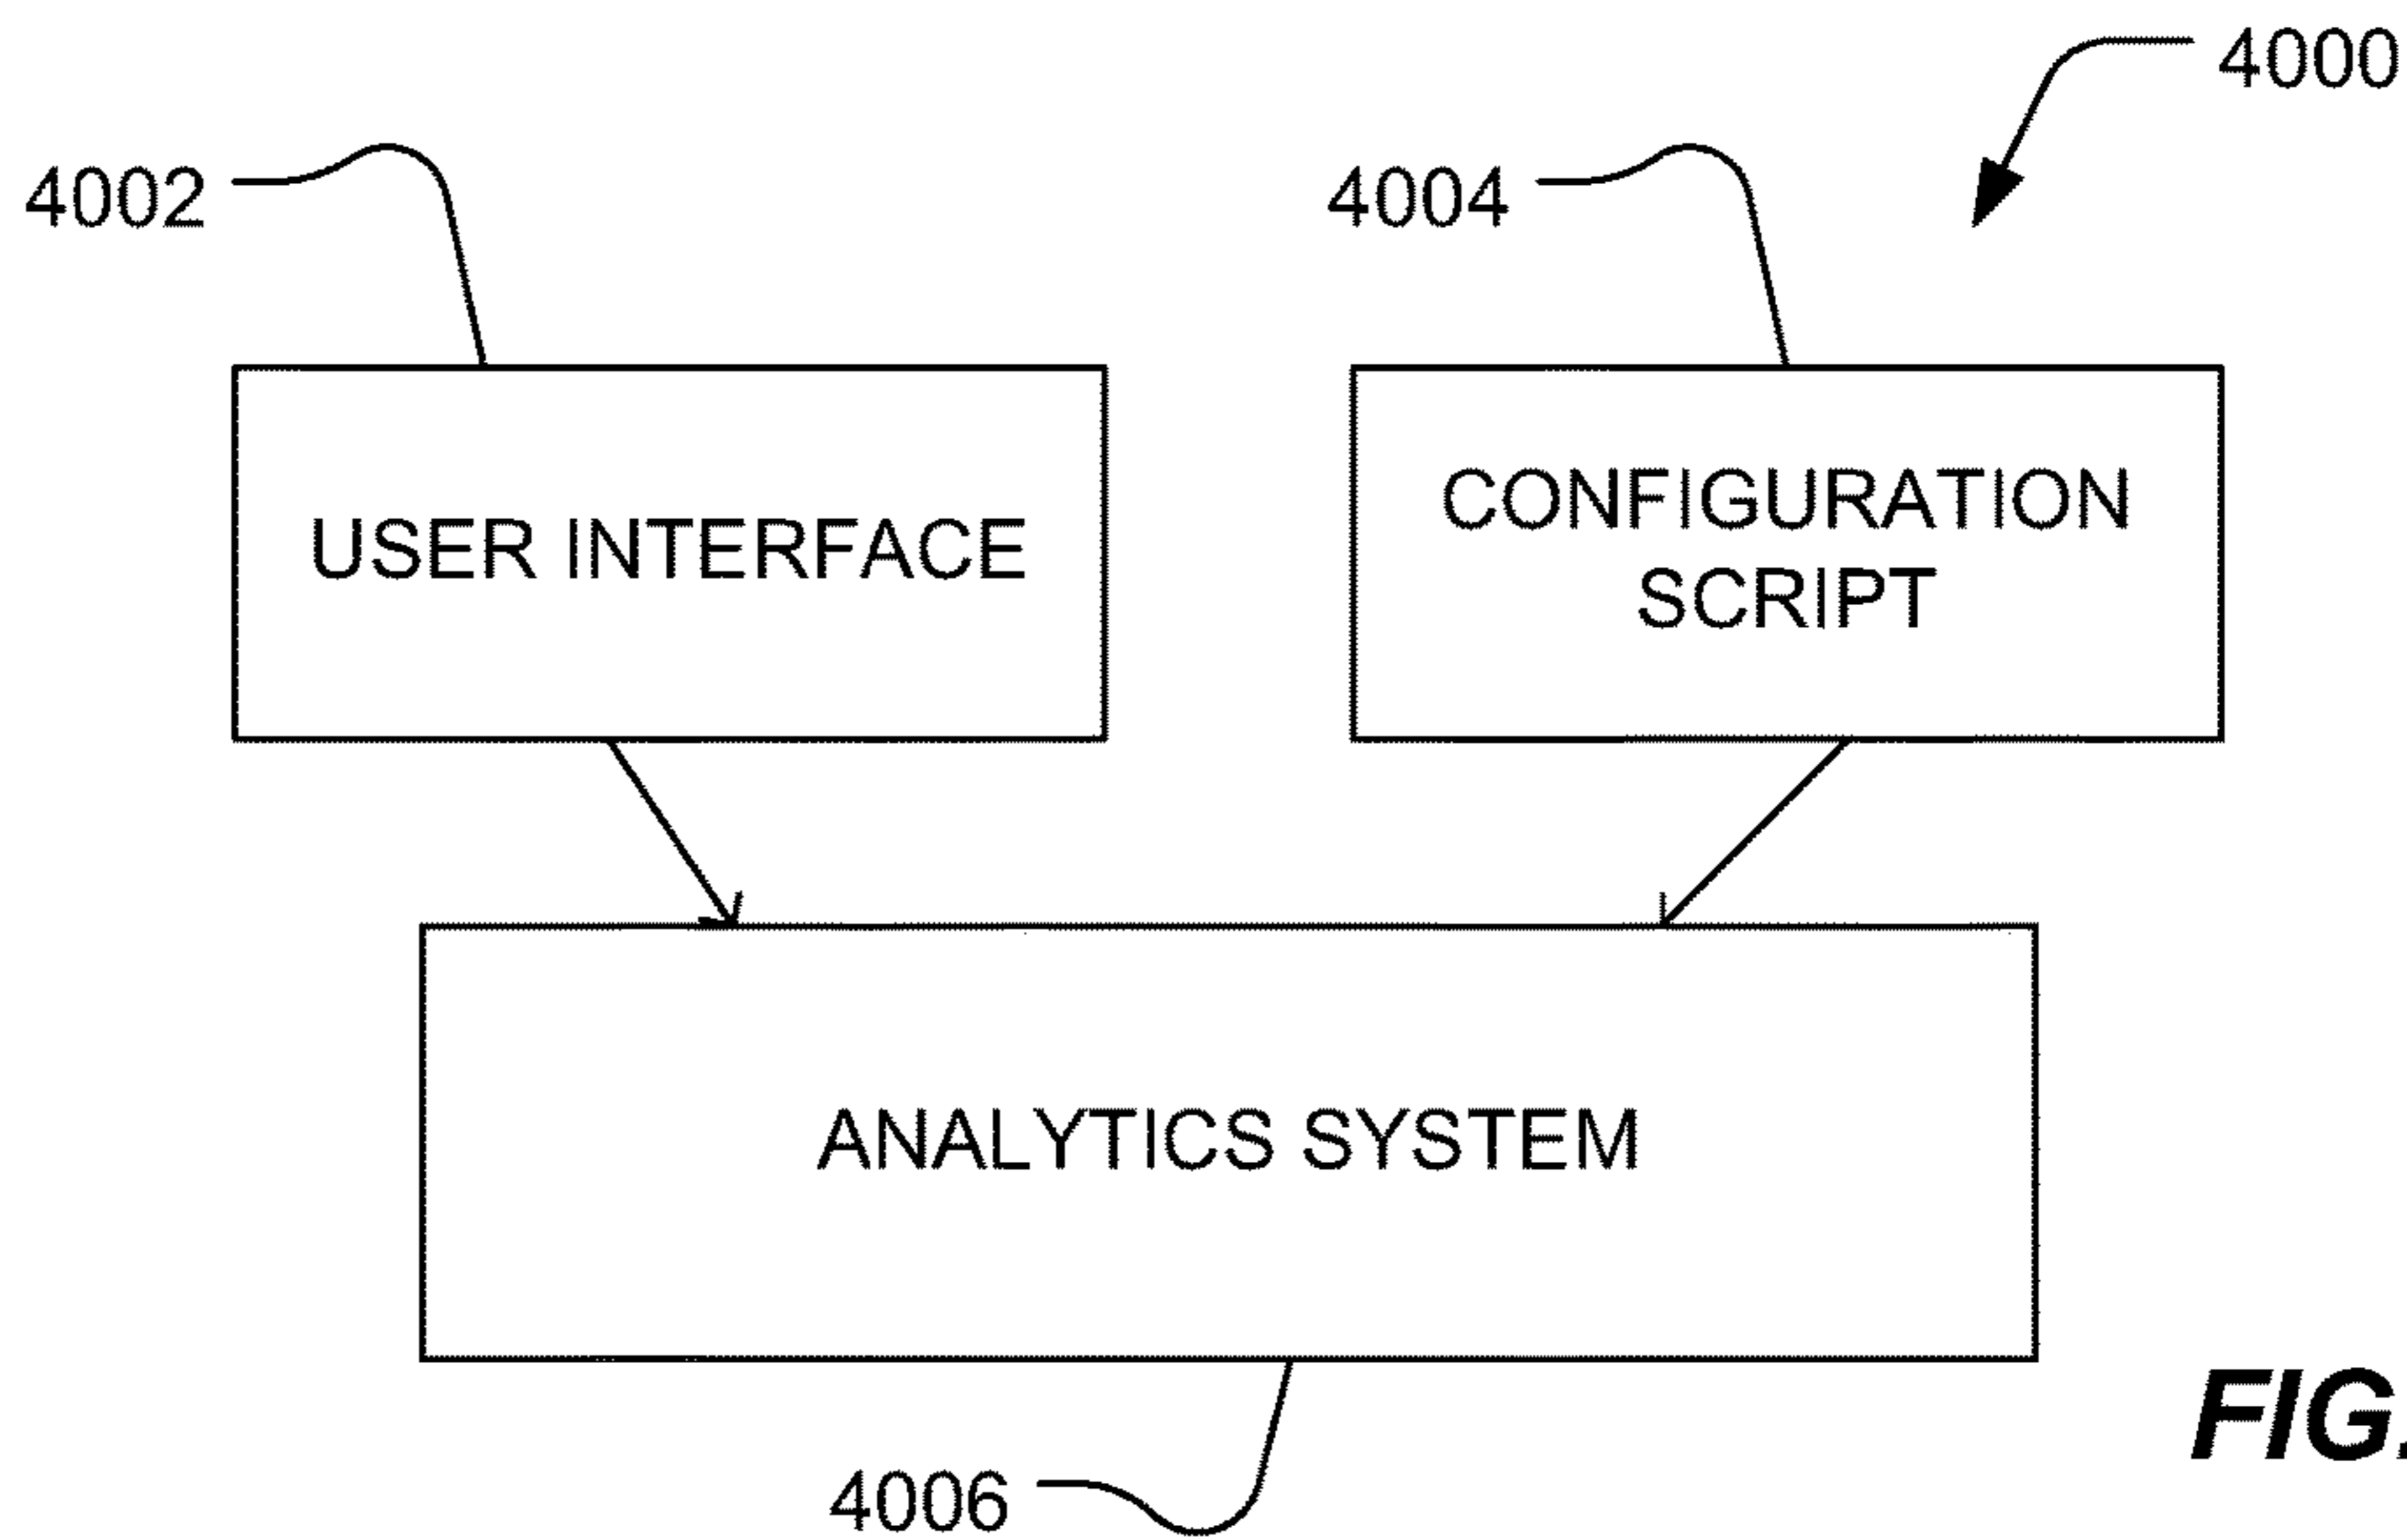 4000
4002
4004
USER INTERFACE
CONFIGURATION
SCRIPT
ANALYTICS SYSTEM
4006
FIG.